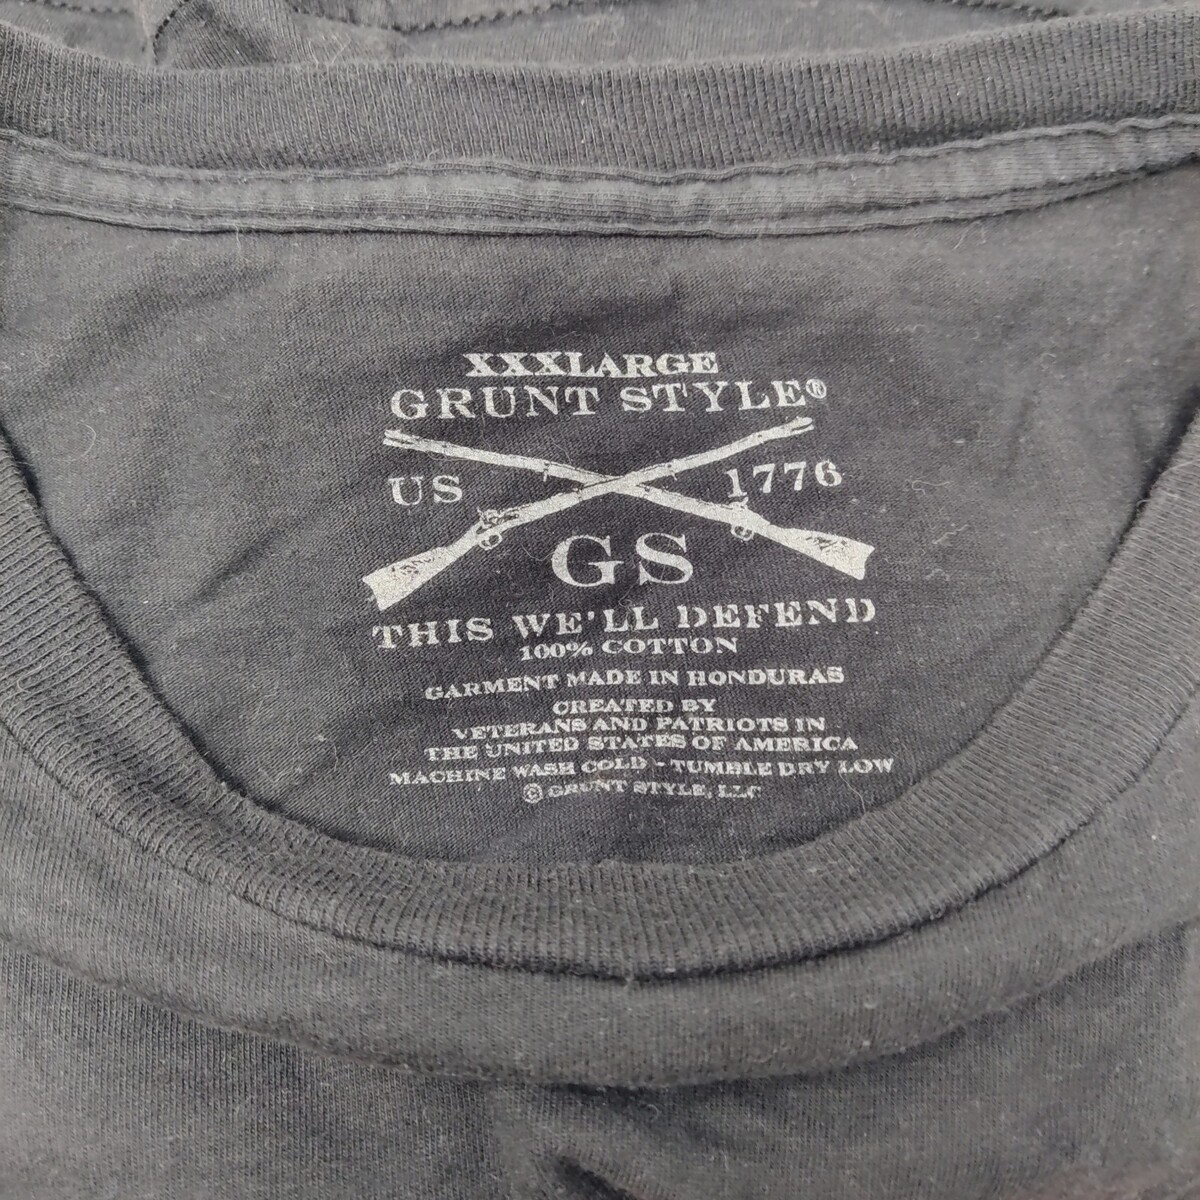 XXXLARGE
GRUNT STYLE®
US 1776
GS
THIS WE'LL DEFEND
100% COTTON
GARMENT MADE IN HONDURAS
CREATED BY
VETERANS AND PATRIOTS IN
THE UNITED STATES OF AMERICA
MACHINE WASH COLD - TUMBLE DRY LOW
© GRUNT STYLE, LLC